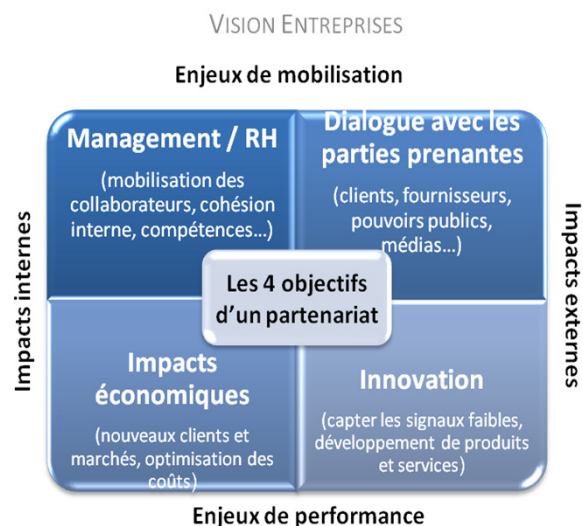 VISION ENTREPRISES
Enjeux de mobilisation
Management / RH
(mobilisation des
collaborateurs, cohésion
interne, compétences…)
Dialogue avec les
parties prenantes
(clients, fournisseurs,
pouvoirs publics,
médias…)
Impacts internes
Les 4 objectifs
d'un partenariat
Impacts externes
Impacts
économiques
(nouveaux clients et
marchés, optimisation des
coûts)
Innovation
(capter les signaux faibles,
développement de produits
et services)
Enjeux de performance